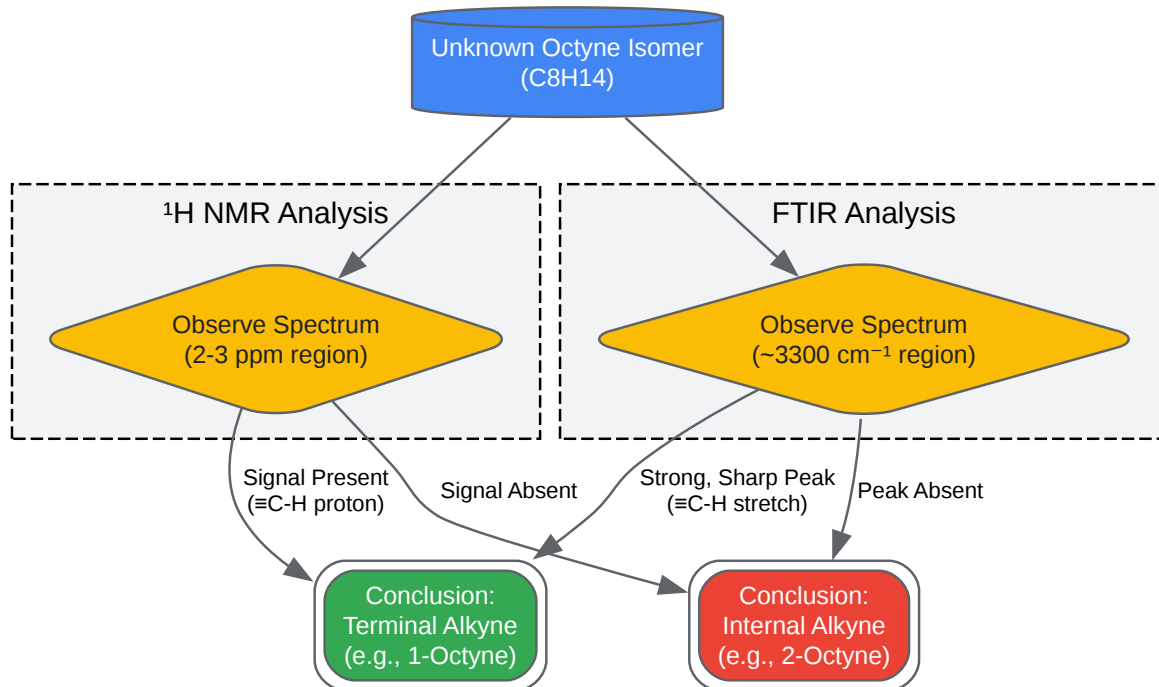 Unknown Octyne Isomer
(C8H14)
¹H NMR Analysis
FTIR Analysis
Observe Spectrum
(2-3 ppm region)
Observe Spectrum
(~3300 cm⁻¹ region)
Signal Present
(≡C-H proton)
Signal Absent
Strong, Sharp Peak
(≡C-H stretch)
Peak Absent
Conclusion:
Terminal Alkyne
(e.g., 1-Octyne)
Conclusion:
Internal Alkyne
(e.g., 2-Octyne)